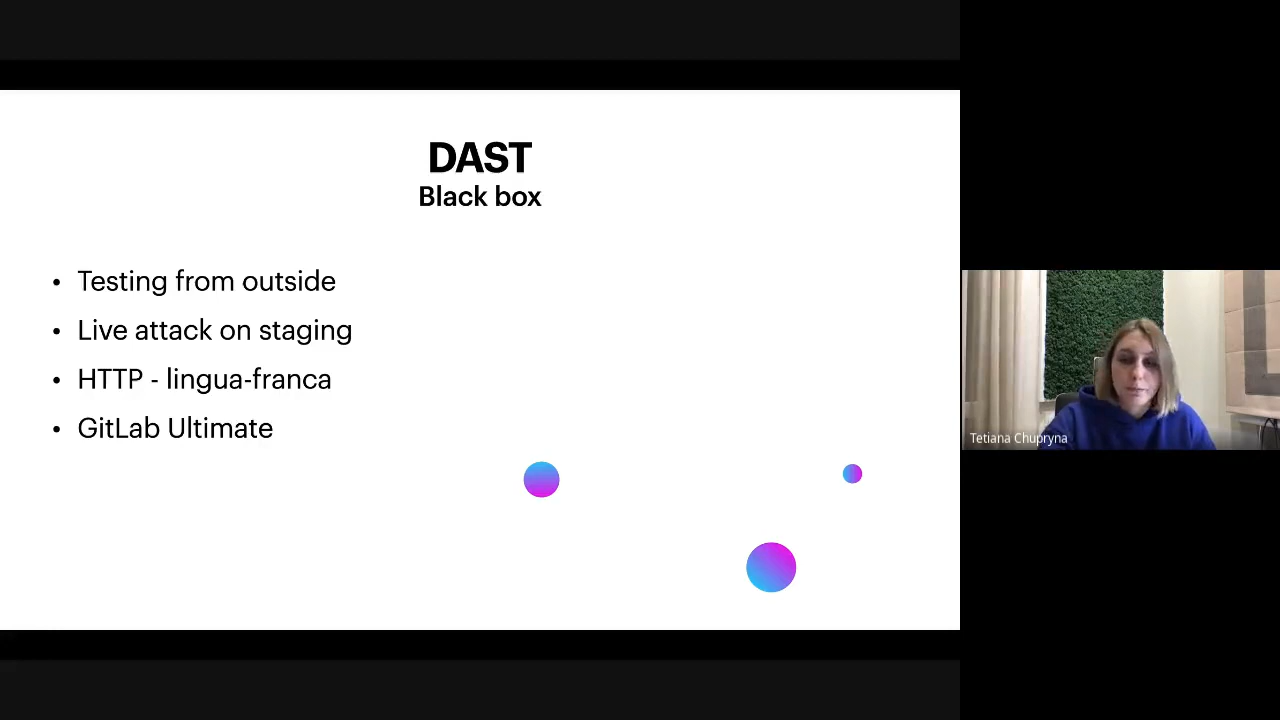 DAST
Black box
• Testing from outside
• Live attack on staging
• HTTP - lingua-franca
• GitLab Ultimate
Tetiana Chupryna